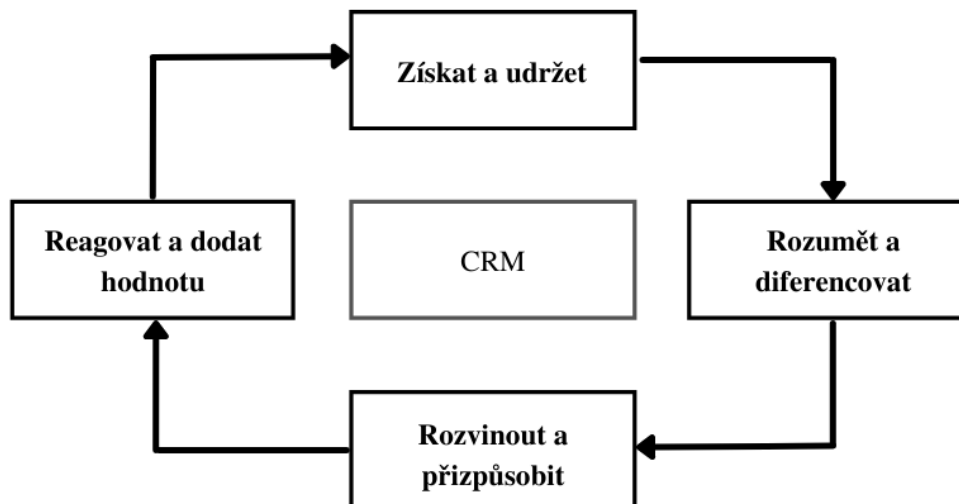 Získat a udržet
Reagovat a dodat
hodnotu
CRM
Rozumět a
diferencovat
Rozvinout a
přizpůsobit